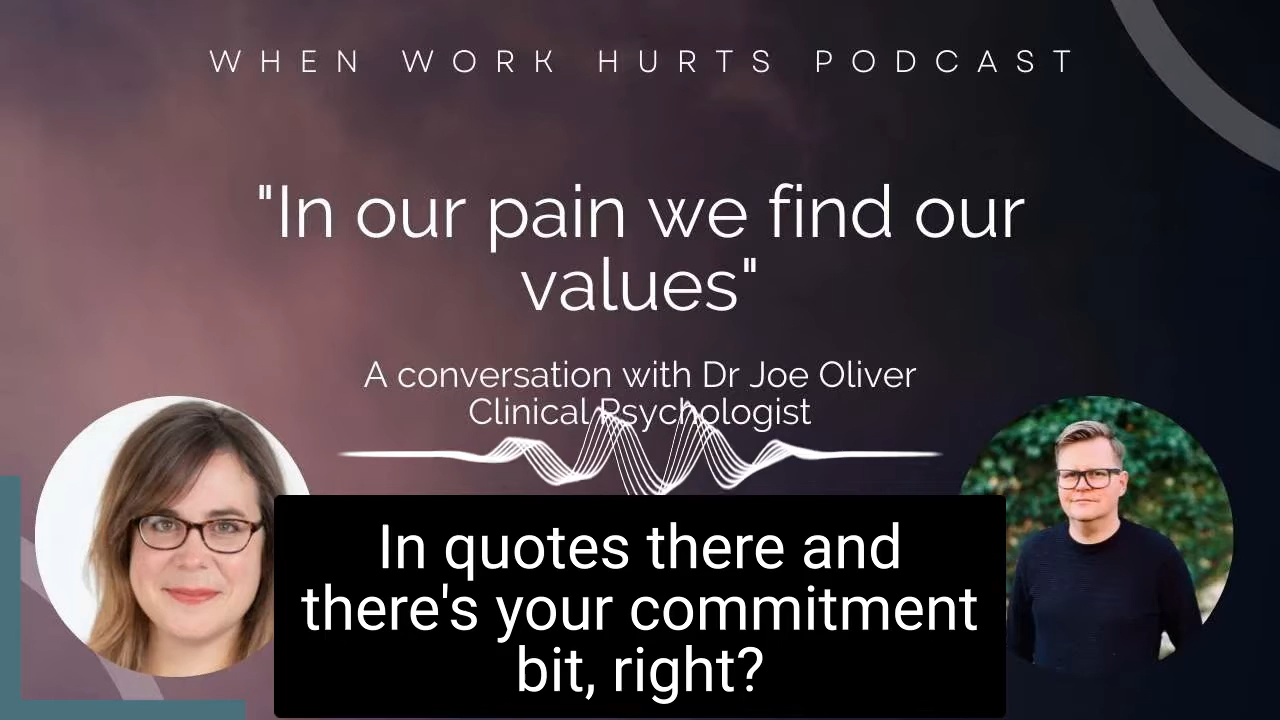 WHEN WORK HURTS PODCAST
"In our pain we find our
values"
A conversation with Dr Joe Oliver
Clinical Psychologist
In quotes there and
there's your commitment
bit, right?